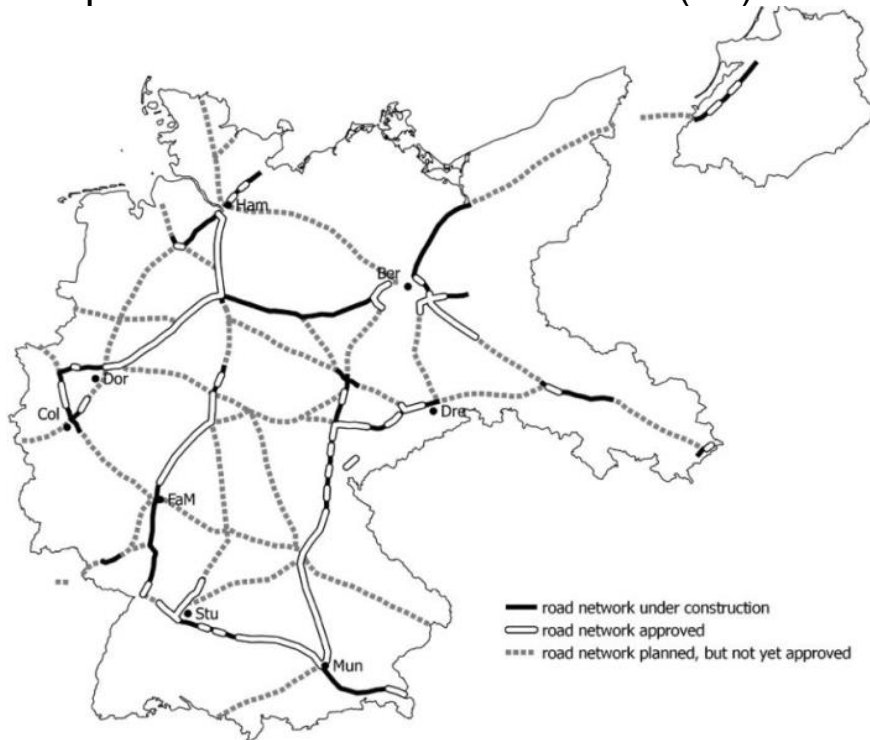 Ham
Ber
Dor
Col
Dre
FaM
Stu
Mun
road network under construction
road network approved
road network planned, but not yet approved